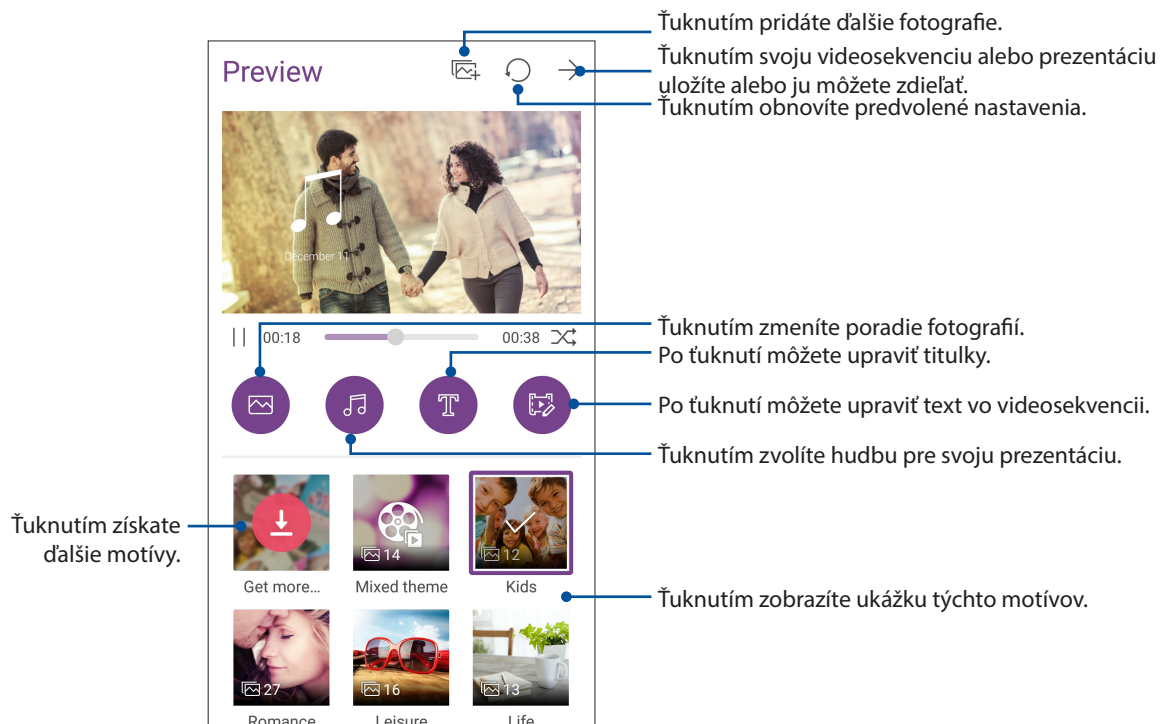 Ťuknutím pridáte ďalšie fotografie.
Ťuknutím svoju videosekvenciu alebo prezentáciu
uložíte alebo ju môžete zdieľať.
Ťuknutím obnovíte predvolené nastavenia.
Preview
December 11
00:18
00:38
Ťuknutím zmeníte poradie fotografií.
Po ťuknutí môžete upraviť titulky.
Po ťuknutí môžete upraviť text vo videosekvencii.
Ťuknutím zvolíte hudbu pre svoju prezentáciu.
Ťuknutím získate
ďalšie motívy.
14
12
Get more...
Mixed theme
Kids
Ťuknutím zobrazíte ukážku týchto motívov.
27
16
13
Romance
Leisure
Life